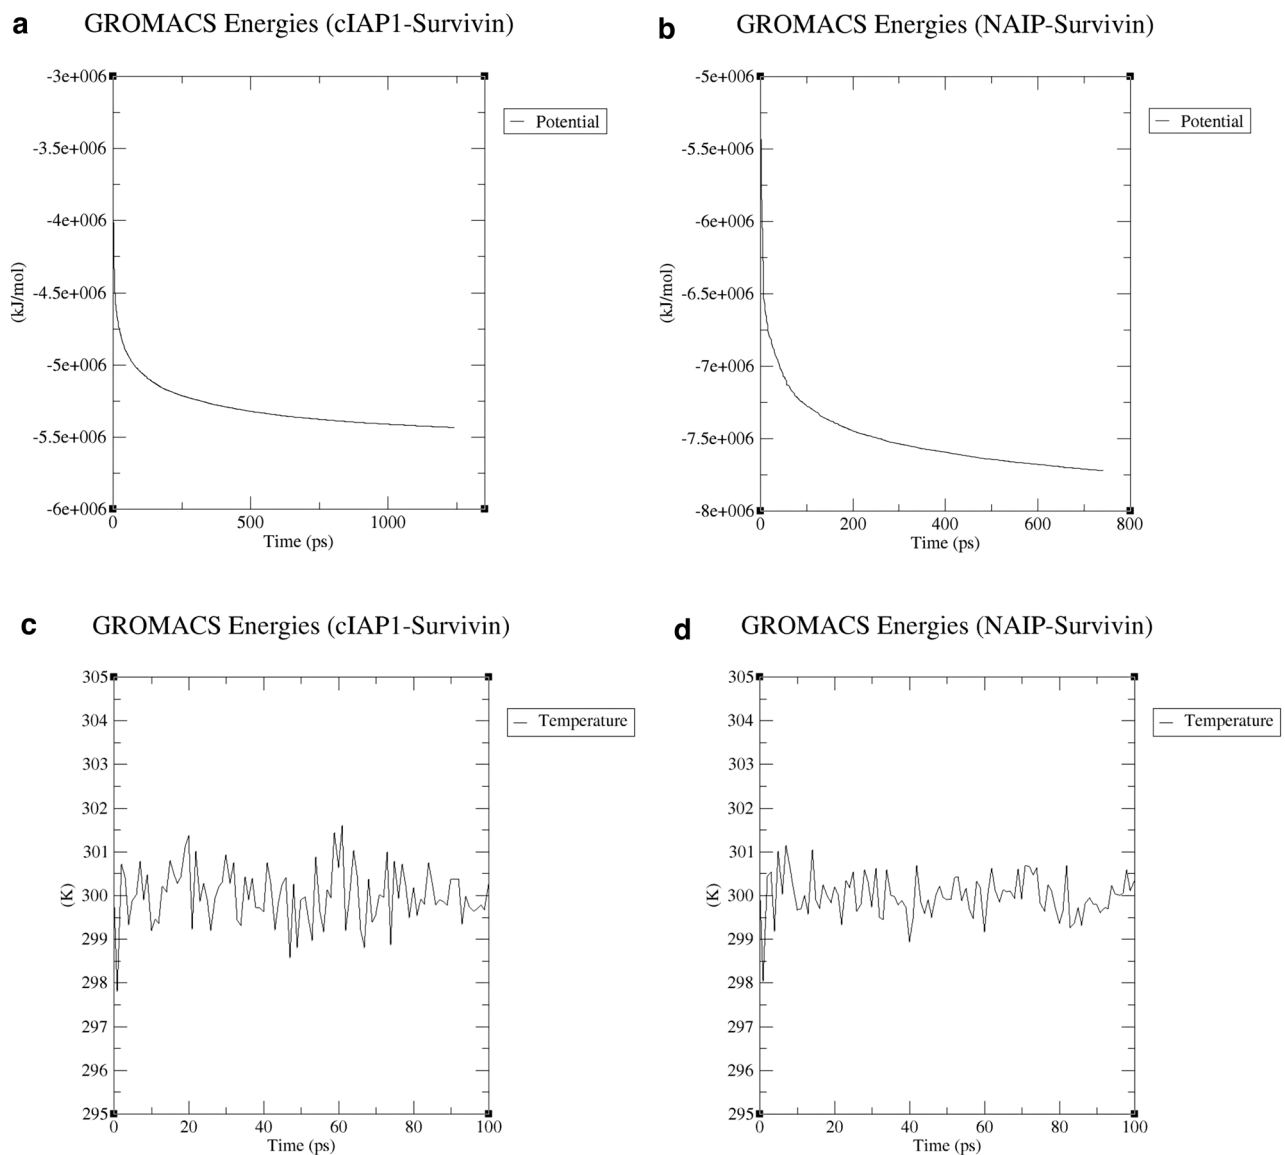 a
GROMACS Energies (cIAP1-Survivin)
-3e+006
-3.5e+006
-4e+006
-4.5e+006
-5e+006
-5.5e+006
-6e+006
(kJ/mol)
0 500 1000
Time (ps)
Potential
b
GROMACS Energies (NAIP-Survivin)
-5e+006
-5.5e+006
-6e+006
-6.5e+006
-7e+006
-7.5e+006
-8e+006
(kJ/mol)
0 200 400 600 800
Time (ps)
Potential
c
GROMACS Energies (cIAP1-Survivin)
305
304
303
302
301
300
299
298
297
296
295
(K)
0 20 40 60 80 100
Time (ps)
Temperature
d
GROMACS Energies (NAIP-Survivin)
305
304
303
302
301
300
299
298
297
296
295
(K)
0 20 40 60 80 100
Time (ps)
Temperature